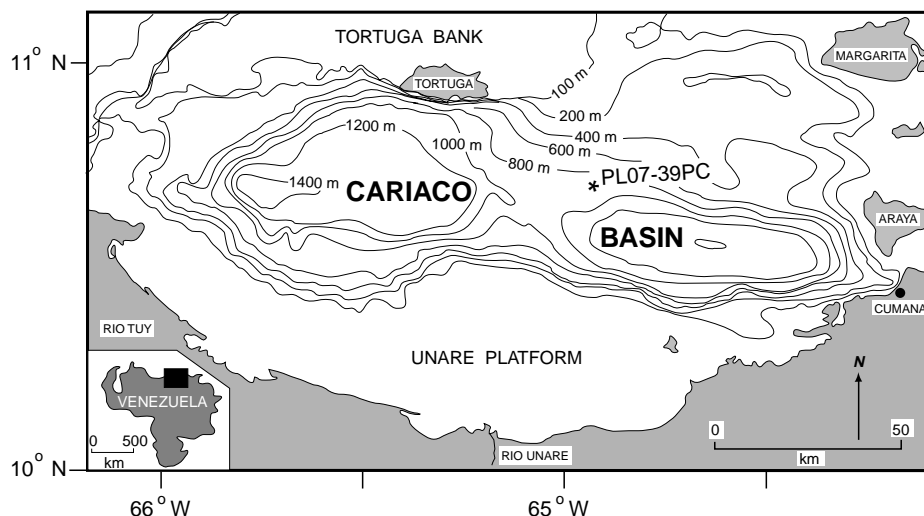 11° N
TORTUGA BANK
TORTUGA
MARGARITA
100 m
200 m
400 m
600 m
800 m
1000 m
1200 m
1400 m
CARIACO
*PL07-39PC
BASIN
ARAYA
CUMANA
RIO TUY
UNARE PLATFORM
N
VENEZUELA
0 500
km
0 50
km
RIO UNARE
10° N
66° W
65° W